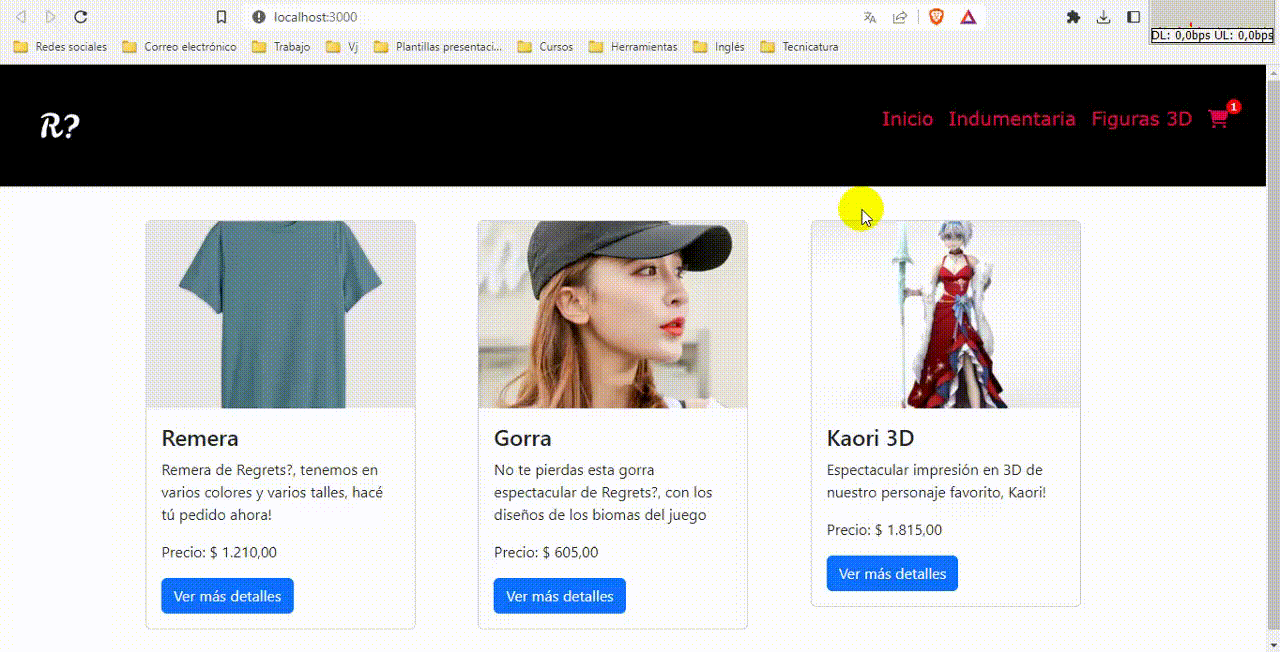 localhost:3000
DL: 0,0bps UL: 0,0bps
Redes sociales Correo electrónico Trabajo Vj Plantillas presentaci... Cursos Herramientas Inglés Tecnicatura
R?
Inicio Indumentaria Figuras 3D 1
Remera
Remera de Regrets?, tenemos en
varios colores y varios talles, hacé
tú pedido ahora!
Precio: $ 1.210,00
Ver más detalles
Gorra
No te pierdas esta gorra
espectacular de Regrets?, con los
diseños de los biomas del juego
Precio: $ 605,00
Ver más detalles
Kaori 3D
Espectacular impresión en 3D de
nuestro personaje favorito, Kaori!
Precio: $ 1.815,00
Ver más detalles